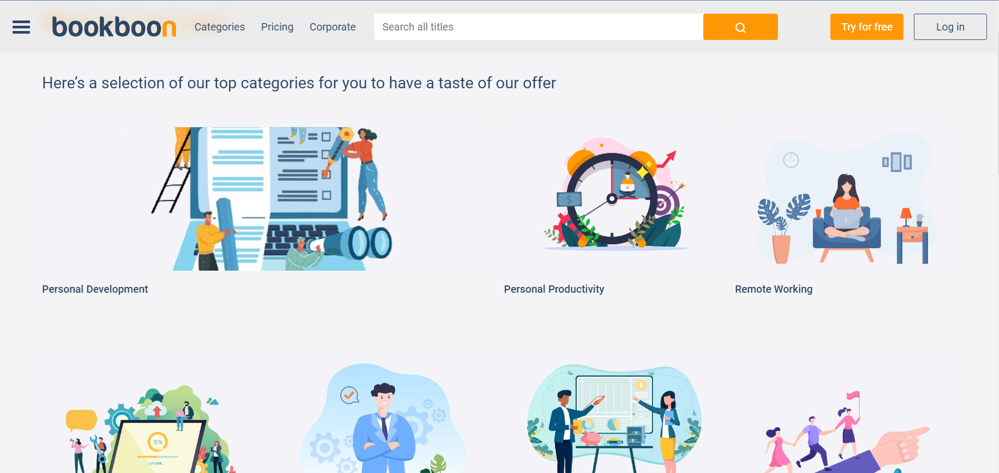 bookboon
Categories
Pricing
Corporate
Search all titles
Try for free
Log in
Here’s a selection of our top categories for you to have a taste of our offer
$
Personal Development
Personal Productivity
Remote Working
72 %
UPDATE...
$